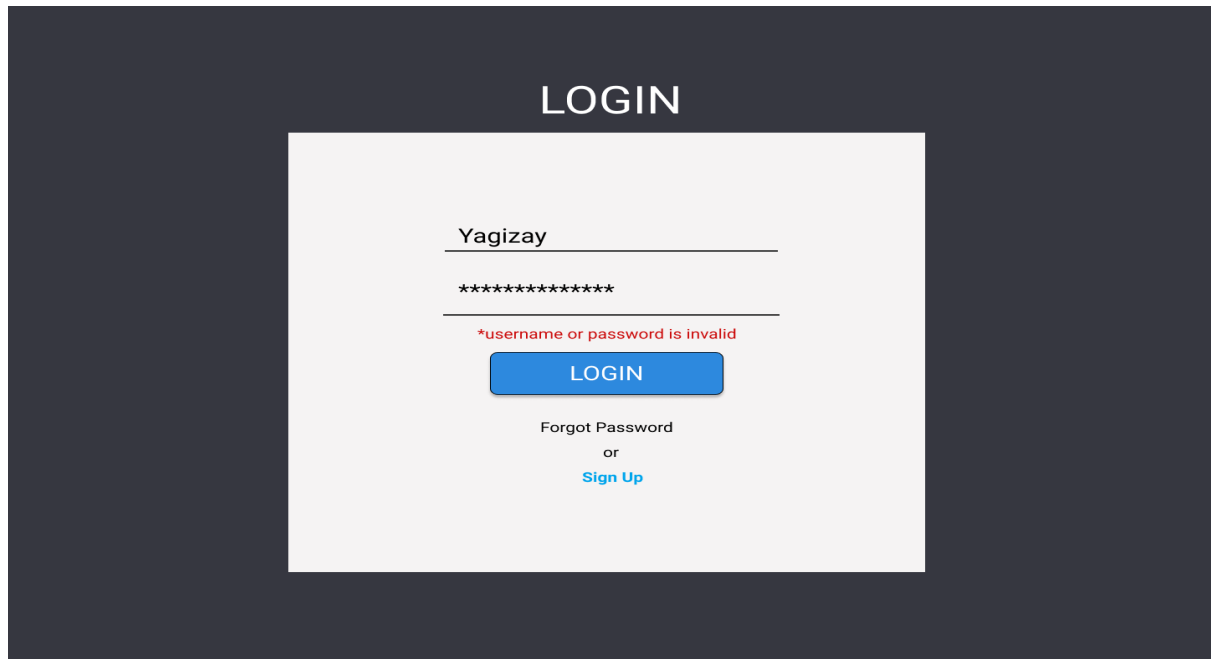 LOGIN
Yagizay
**************
*username or password is invalid
LOGIN
Forgot Password
or
Sign Up